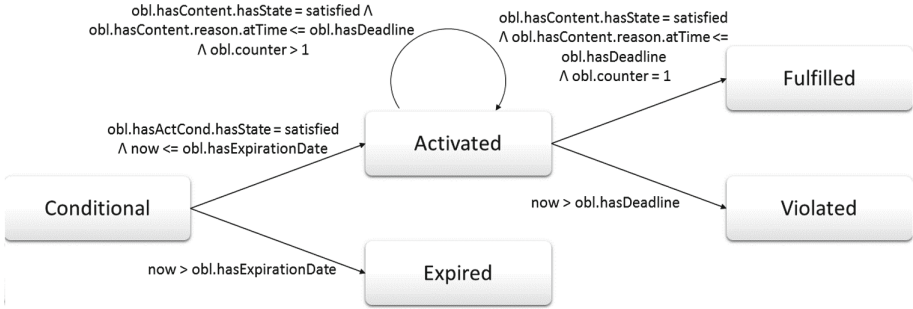 obl.hasContent.hasState = satisfied Λ
obl.hasContent.reason.atTime <= obl.hasDeadline
Λ obl.counter > 1
obl.hasContent.hasState = satisfied
Λ obl.hasContent.reason.atTime <=
obl.hasDeadline
Λ obl.counter = 1
Fulfilled
obl.hasActCond.hasState = satisfied
Λ now <= obl.hasExpirationDate
Activated
Conditional
now > obl.hasDeadline
Violated
now > obl.hasExpirationDate
Expired